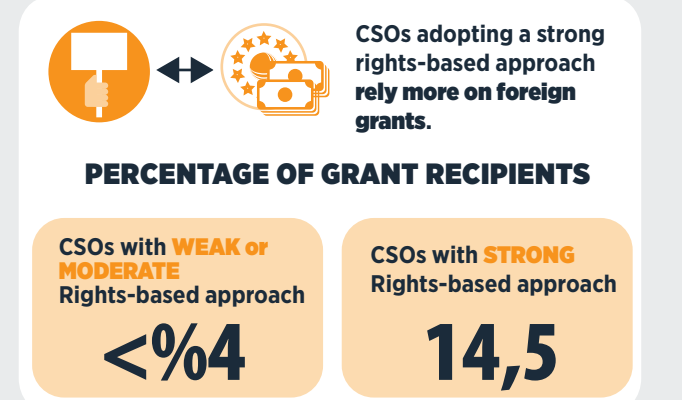 CSOs adopting a strong
rights-based approach
rely more on foreign
grants.
PERCENTAGE OF GRANT RECIPIENTS
CSOs with WEAK or
MODERATE
Rights-based approach
<%4
CSOs with STRONG
Rights-based approach
14,5